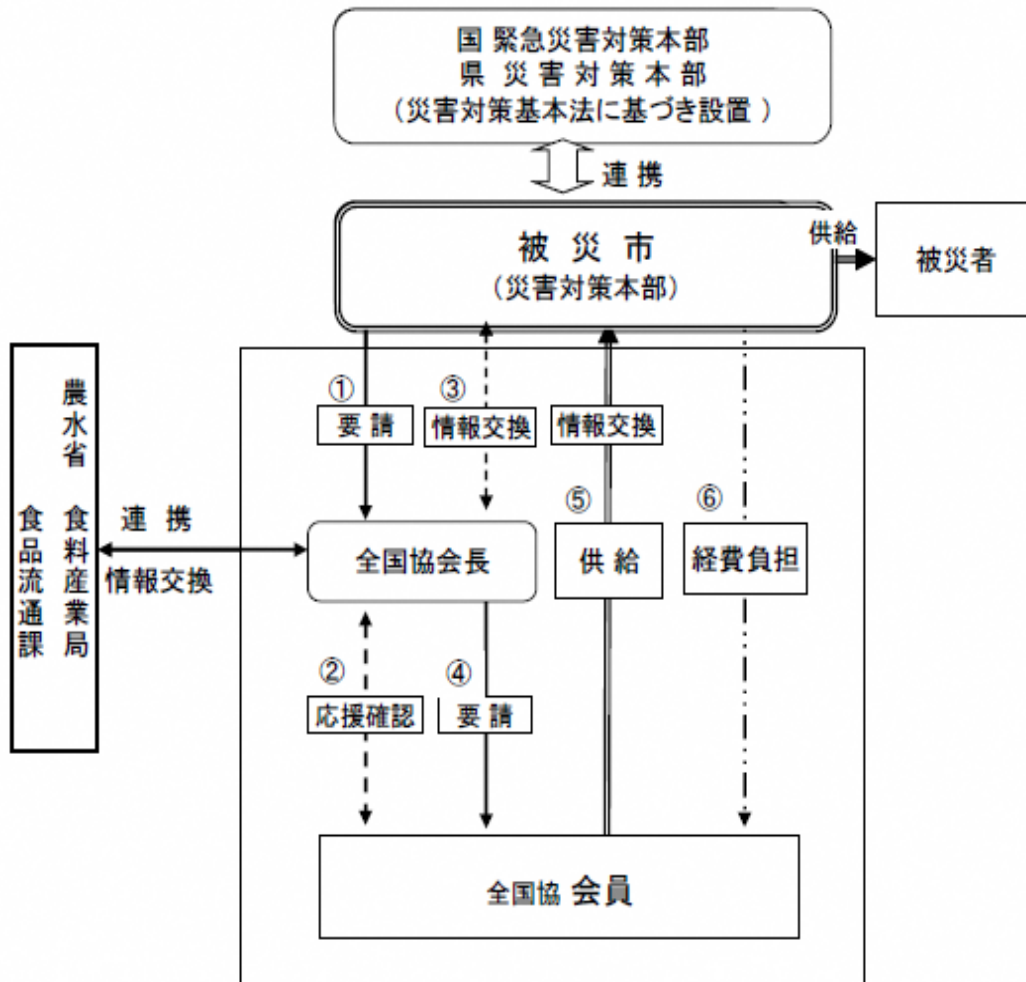 国 緊急災害対策本部
県 災 害 対 策 本 部
(災害対策基本法に基づき設置 )
連 携
被 災 市
(災害対策本部)
供給
被災者
①
要 請
③
情報交換
情報交換
農水省 食料産業局
食品流通課
連 携
情報交換
全国協会長
⑤
供 給
⑥
経費負担
②
応援確認
④
要 請
全国協 会員